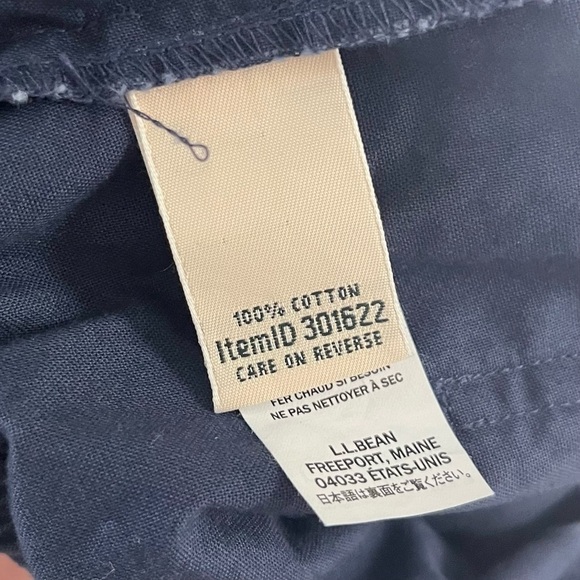 100% COTTON
ItemID 301622
CARE ON REVERSE
FER CHAUD SI BESOIN
NE PAS NETTOYER À SEC
L.L.BEAN
FREEPORT, MAINE
04033 ÉTATS-UNIS
日本語は裏面をご覧ください